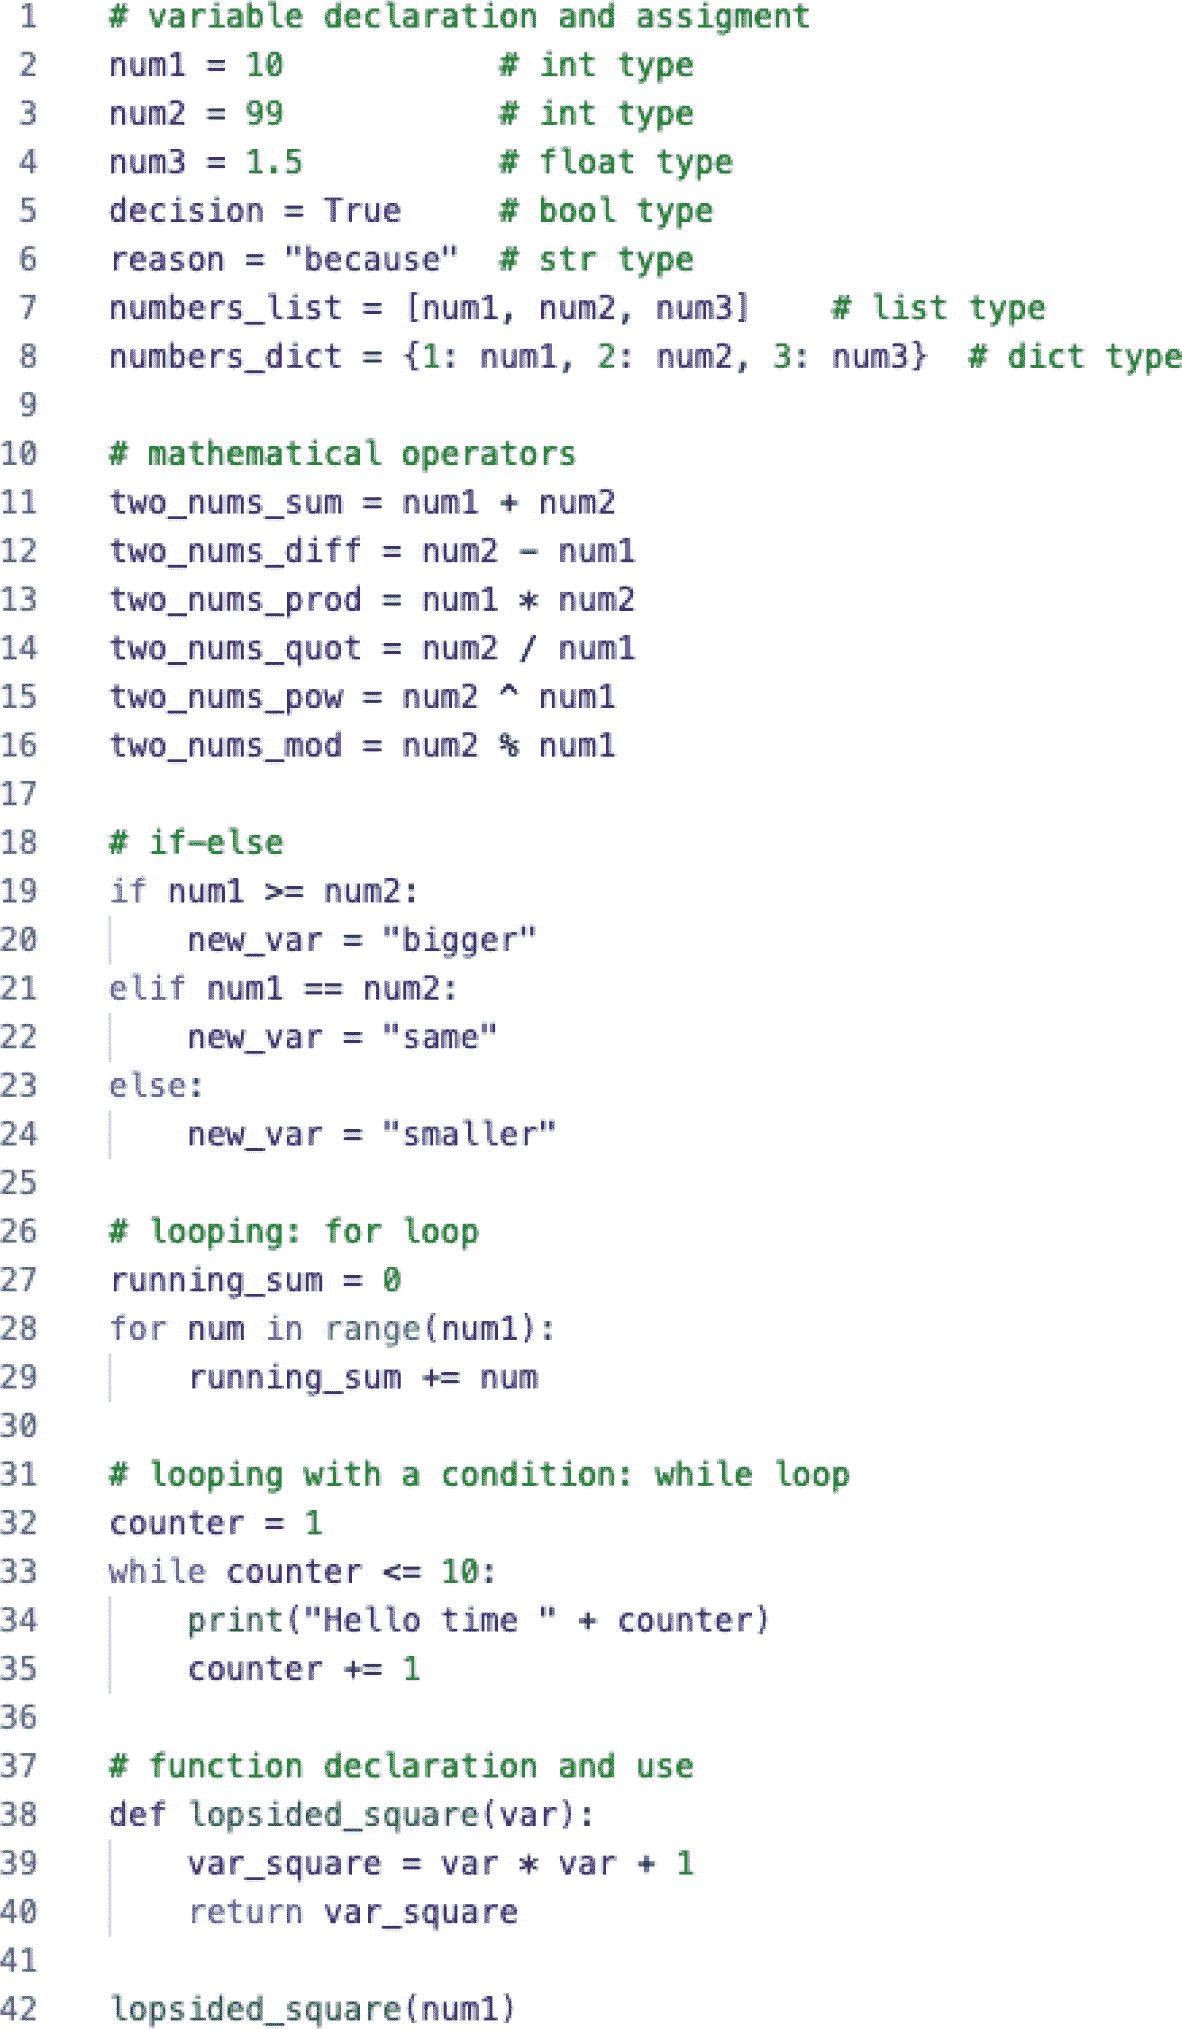 1 # variable declaration and assigment
2 num1 = 10           # int type
3 num2 = 99           # int type
4 num3 = 1.5          # float type
5 decision = True     # bool type
6 reason = "because"  # str type
7 numbers_list = [num1, num2, num3]    # list type
8 numbers_dict = {1: num1, 2: num2, 3: num3}  # dict type
9
10 # mathematical operators
11 two_nums_sum = num1 + num2
12 two_nums_diff = num2 - num1
13 two_nums_prod = num1 * num2
14 two_nums_quot = num2 / num1
15 two_nums_pow = num2 ^ num1
16 two_nums_mod = num2 % num1
17
18 # if-else
19 if num1 >= num2:
20     new_var = "bigger"
21 elif num1 == num2:
22     new_var = "same"
23 else:
24     new_var = "smaller"
25
26 # looping: for loop
27 running_sum = 0
28 for num in range(num1):
29     running_sum += num
30
31 # looping with a condition: while loop
32 counter = 1
33 while counter <= 10:
34     print("Hello time " + counter)
35     counter += 1
36
37 # function declaration and use
38 def lopsided_square(var):
39     var_square = var * var + 1
40     return var_square
41
42 lopsided_square(num1)